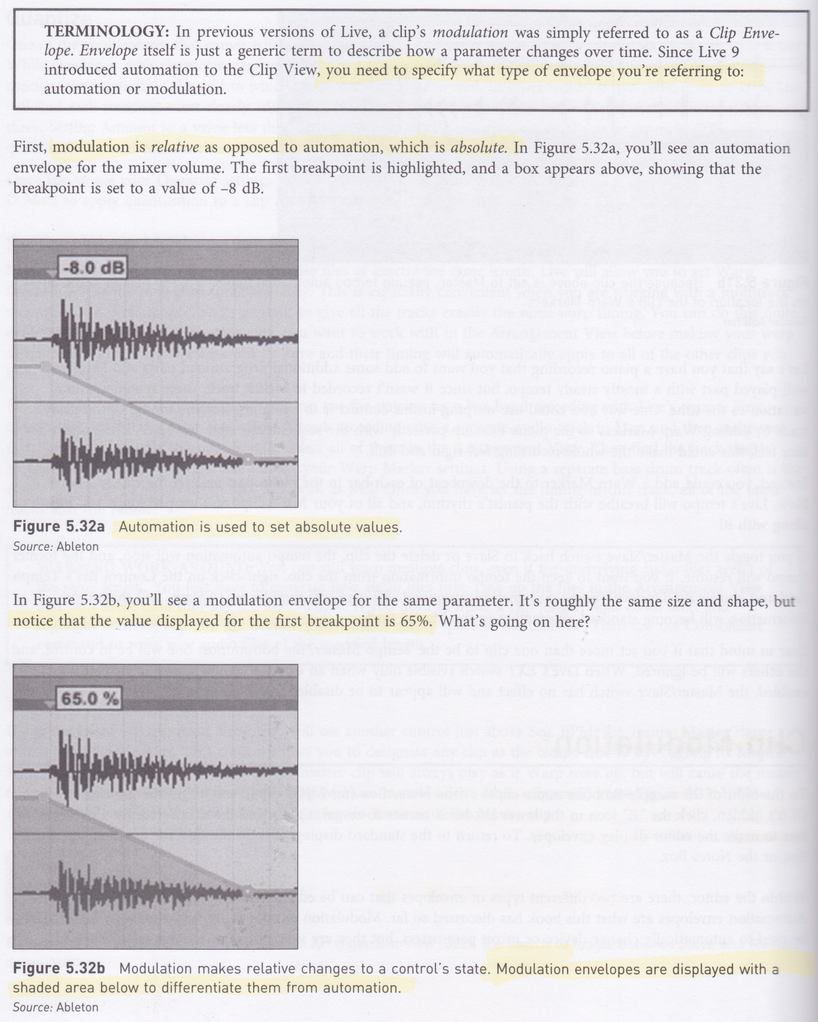 TERMINOLOGY: In previous versions of Live, a clip's modulation was simply referred to as a Clip Enve-
lope. Envelope itself is just a generic term to describe how a parameter changes over time. Since Live 9
introduced automation to the Clip View, you need to specify what type of envelope you're referring to:
automation or modulation.
First, modulation is relative as opposed to automation, which is absolute. In Figure 5.32a, you'll see an automation
envelope for the mixer volume. The first breakpoint is highlighted, and a box appears above, showing that the
breakpoint is set to a value of –8 dB.
-8.0 dB
Figure 5.32a Automation is used to set absolute values.
Source: Ableton
In Figure 5.32b, you'll see a modulation envelope for the same parameter. It's roughly the same size and shape, but
notice that the value displayed for the first breakpoint is 65%. What's going on here?
65.0 %
Figure 5.32b Modulation makes relative changes to a control's state. Modulation envelopes are displayed with a
shaded area below to differentiate them from automation.
Source: Ableton